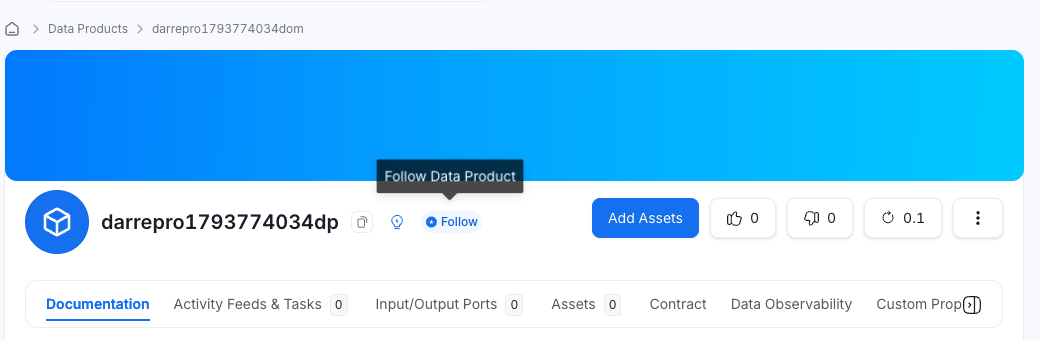 Data Products
darrepro1793774034dom
Follow Data Product
darrepro1793774034dp
Follow
Add Assets
0
0
0.1
Documentation
Activity Feeds & Tasks 0
Input/Output Ports 0
Assets 0
Contract
Data Observability
Custom Prop